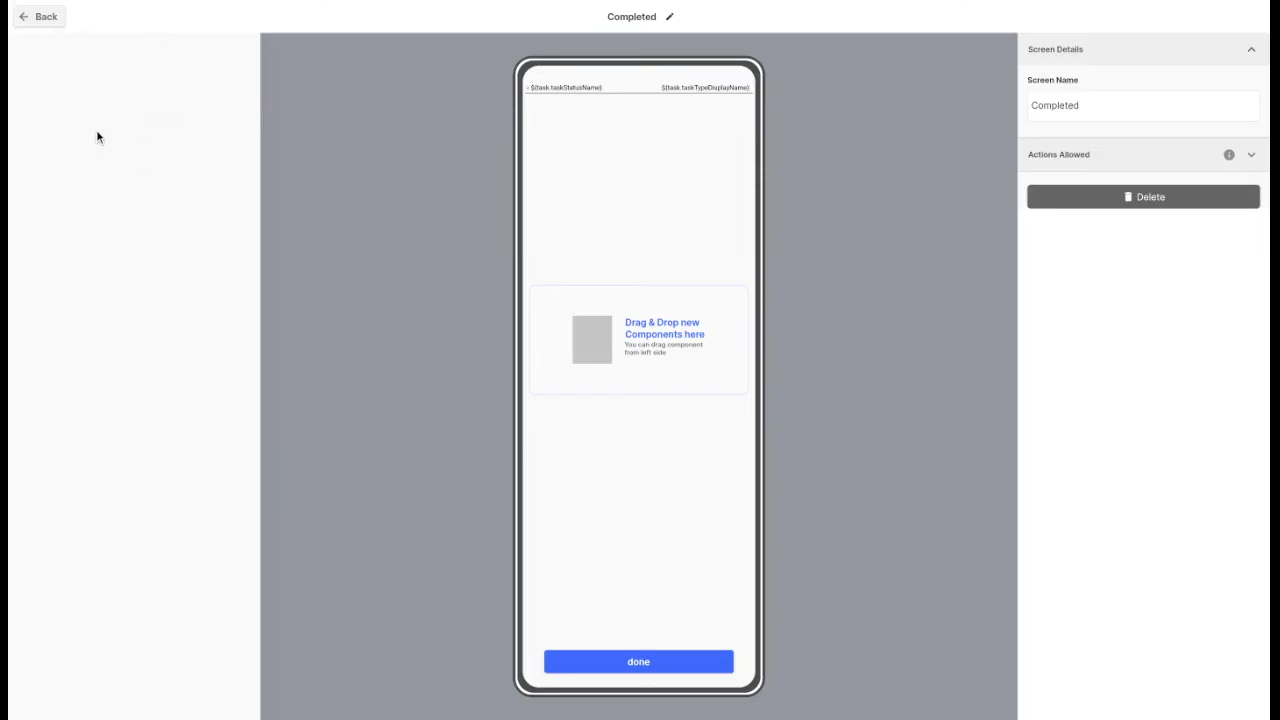 Back
Completed
${task.taskStatusName}
${task.taskTypeDisplayName}
Drag & Drop new
Components here
You can drag component
from left side
done
Screen Details
Screen Name
Completed
Actions Allowed
Delete